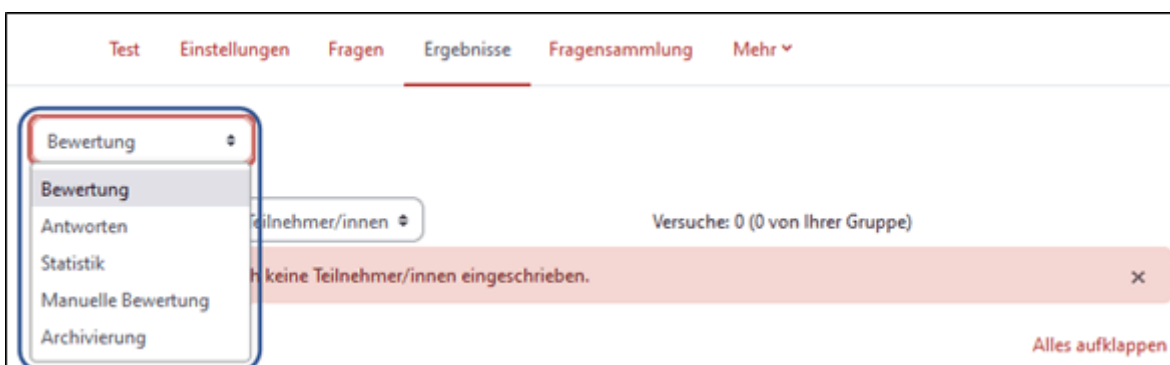 Test Einstellungen Fragen Ergebnisse Fragensammlung Mehr
Bewertung
Bewertung
Antworten
Statistik
Manuelle Bewertung
Archivierung
Teilnehmer/innen
Versuche: 0 (0 von Ihrer Gruppe)
keine Teilnehmer/innen eingeschrieben.
Alles aufklappen